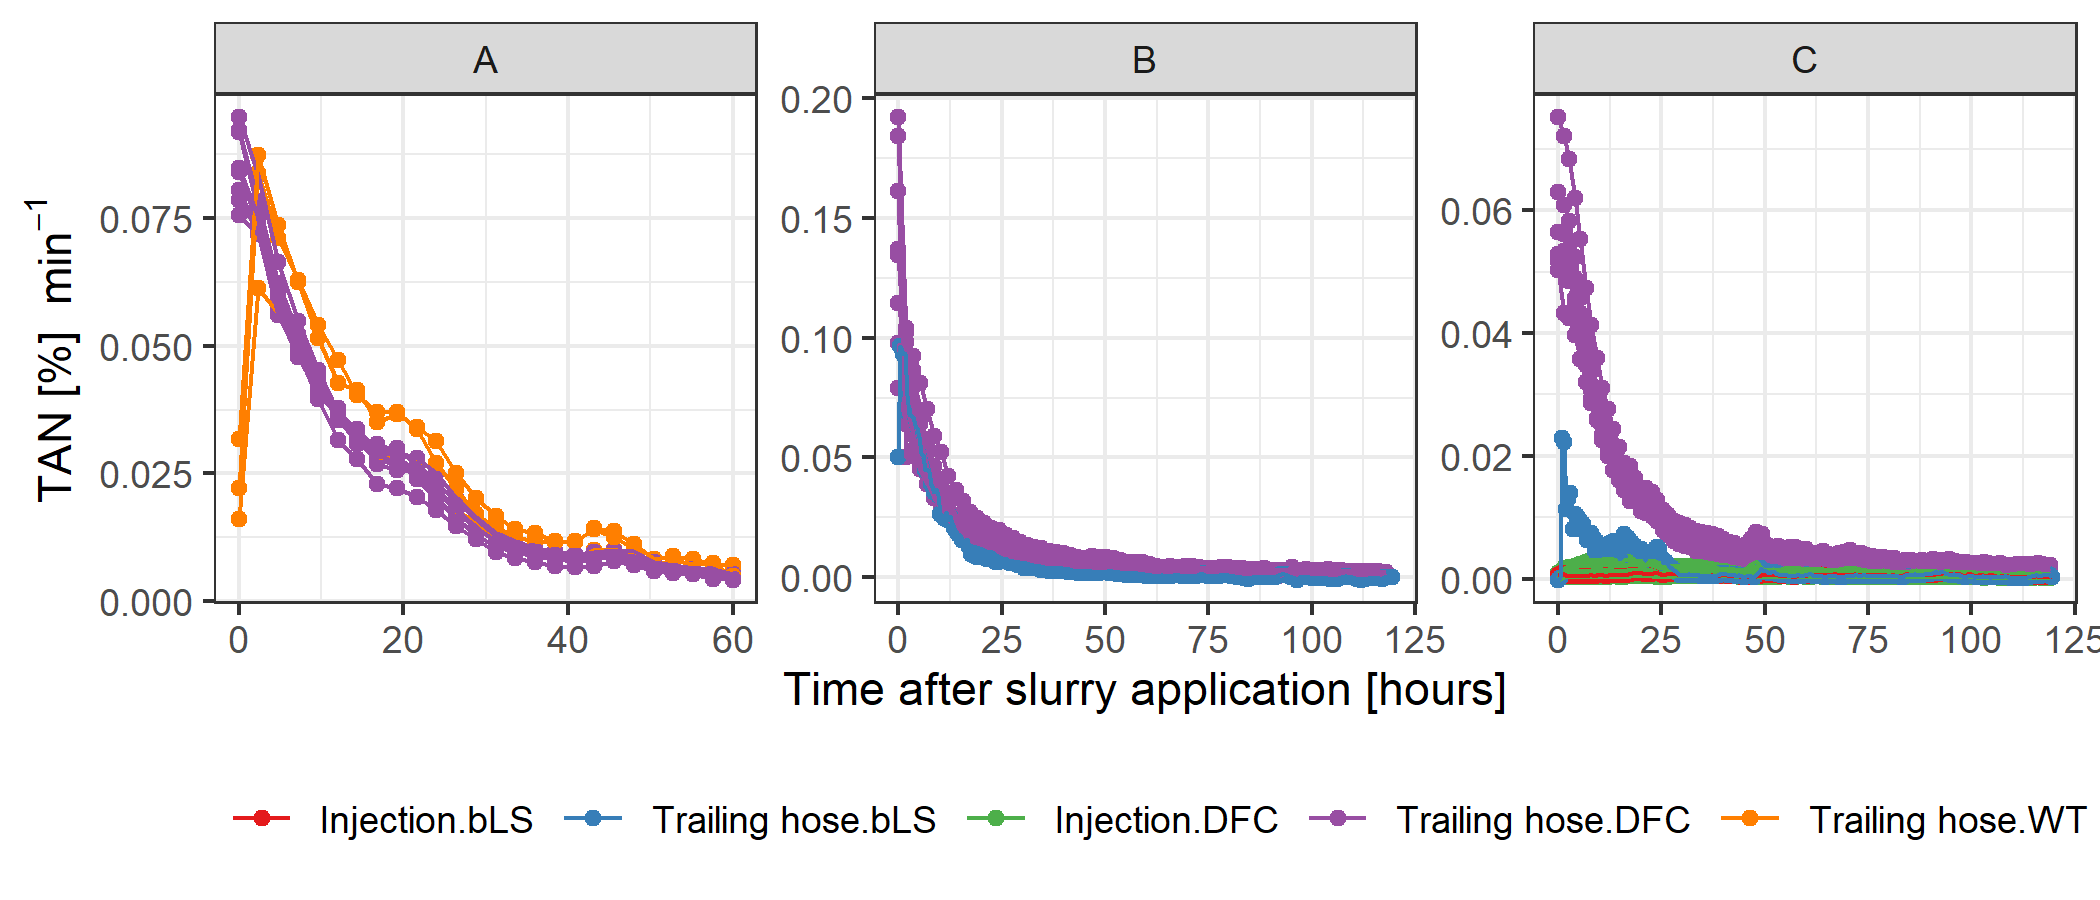 A B C
TAN [%] min⁻¹
0.075
0.050
0.025
0.000
0 20 40 60
0.20
0.15
0.10
0.05
0.00
0 25 50 75 100 125
0.06
0.04
0.02
0.00
0 25 50 75 100 125
Time after slurry application [hours]
Injection.bLS Trailing hose.bLS Injection.DFC Trailing hose.DFC Trailing hose.WT